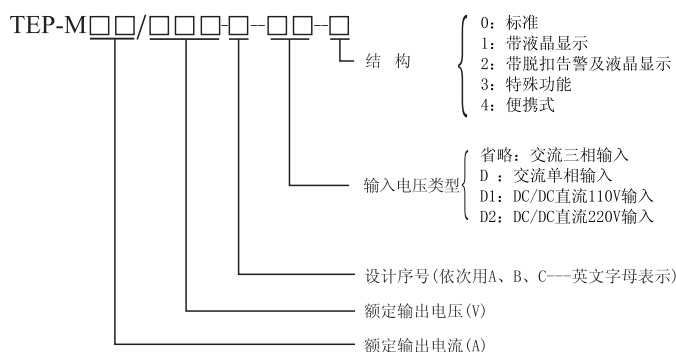 TEP-M□□/□□□-□--□□--□
结 构
0: 标准
1: 带液晶显示
2: 带脱扣告警及液晶显示
3: 特殊功能
4: 便携式
输入电压类型
省略: 交流三相输入
D : 交流单相输入
D1: DC/DC直流110V输入
D2: DC/DC直流220V输入
设计序号(依次用A、B、C---英文字母表示)
额定输出电压(V)
额定输出电流(A)